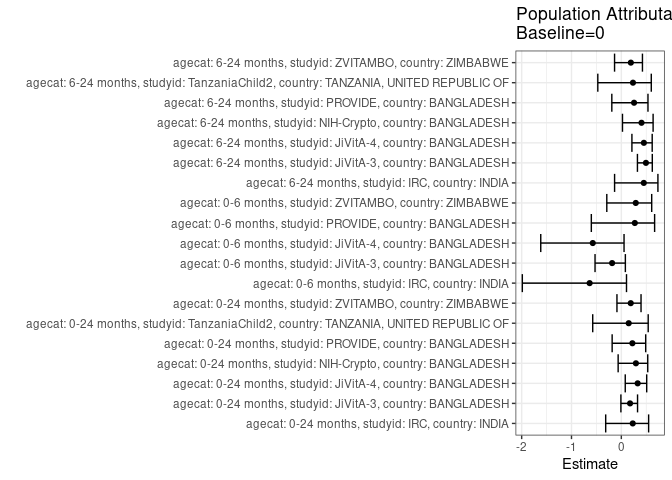 Population Attributa
Baseline=0
agecat: 6-24 months, studyid: ZVITAMBO, country: ZIMBABWE
agecat: 6-24 months, studyid: TanzaniaChild2, country: TANZANIA, UNITED REPUBLIC OF
agecat: 6-24 months, studyid: PROVIDE, country: BANGLADESH
agecat: 6-24 months, studyid: NIH-Crypto, country: BANGLADESH
agecat: 6-24 months, studyid: JiVitA-4, country: BANGLADESH
agecat: 6-24 months, studyid: JiVitA-3, country: BANGLADESH
agecat: 6-24 months, studyid: IRC, country: INDIA
agecat: 0-6 months, studyid: ZVITAMBO, country: ZIMBABWE
agecat: 0-6 months, studyid: PROVIDE, country: BANGLADESH
agecat: 0-6 months, studyid: JiVitA-4, country: BANGLADESH
agecat: 0-6 months, studyid: JiVitA-3, country: BANGLADESH
agecat: 0-6 months, studyid: IRC, country: INDIA
agecat: 0-24 months, studyid: ZVITAMBO, country: ZIMBABWE
agecat: 0-24 months, studyid: TanzaniaChild2, country: TANZANIA, UNITED REPUBLIC OF
agecat: 0-24 months, studyid: PROVIDE, country: BANGLADESH
agecat: 0-24 months, studyid: NIH-Crypto, country: BANGLADESH
agecat: 0-24 months, studyid: JiVitA-4, country: BANGLADESH
agecat: 0-24 months, studyid: JiVitA-3, country: BANGLADESH
agecat: 0-24 months, studyid: IRC, country: INDIA
-2 -1 0
Estimate